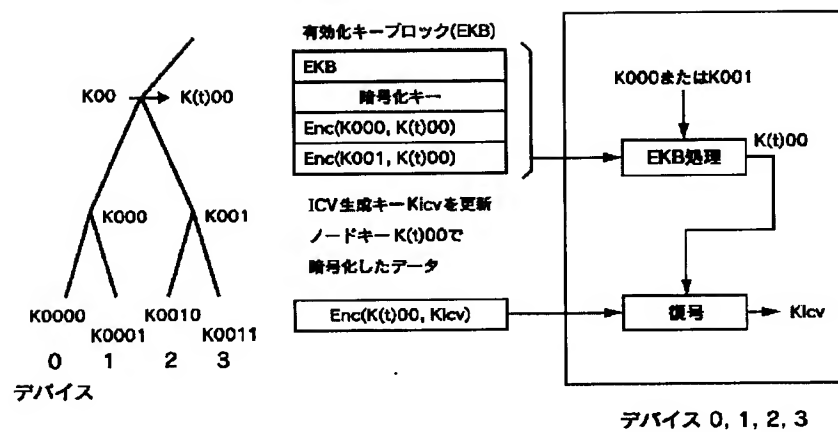 有効化キーブロック(EKB)
EKB
暗号化キー
Enc(K000, K(t)00)
Enc(K001, K(t)00)
K00
K(t)00
K000
K001
K0000
K0001
K0010
K0011
0 1 2 3
デバイス
ICV生成キーKicvを更新
ノードキーK(t)00で
暗号化したデータ
Enc(K(t)00, Kicv)
K000またはK001
EKB処理
K(t)00
復号
Kicv
デバイス 0, 1, 2, 3